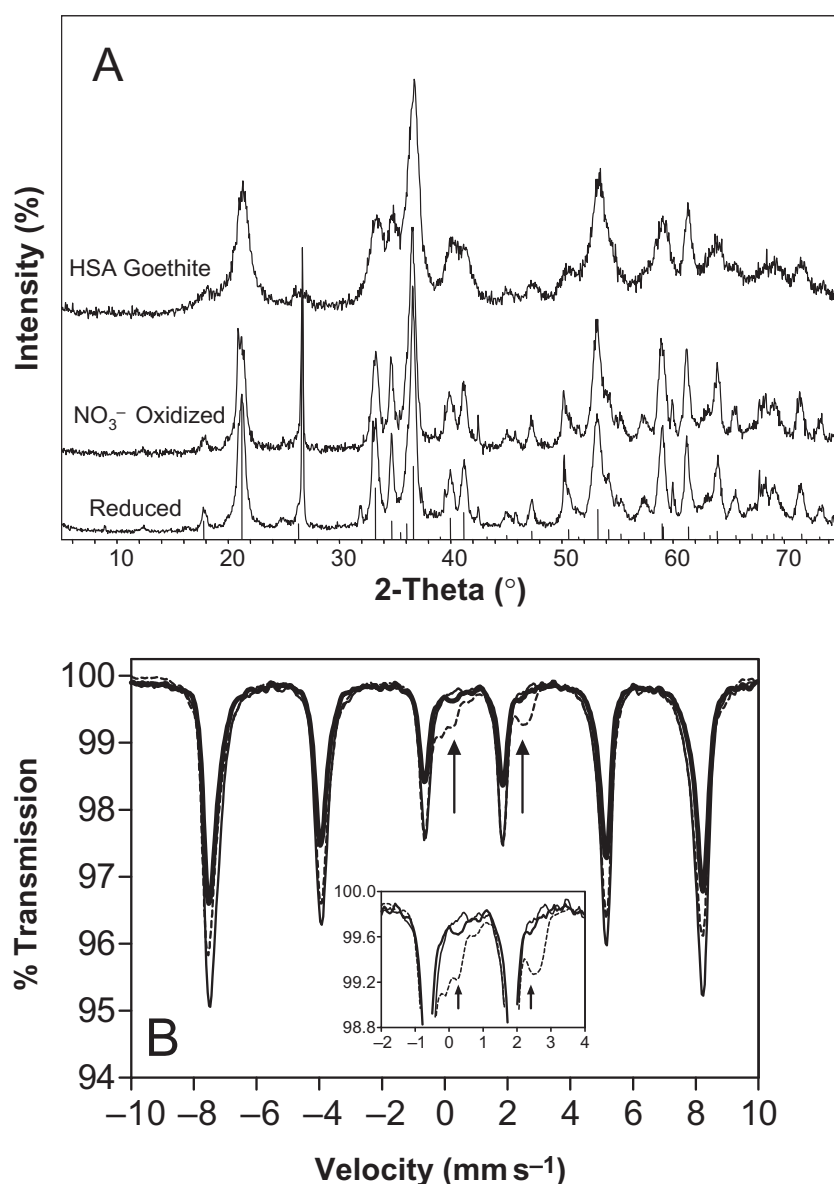 A
Intensity (%)
HSA Goethite
NO₃⁻ Oxidized
Reduced
10 20 30 40 50 60 70
2-Theta (°)
100
99
98
97
96
95
94
% Transmission
B
100.0
99.6
99.2
98.8
–2 –1 0 1 2 3 4
–10 –8 –6 –4 –2 0 2 4 6 8 10
Velocity (mm s⁻¹)